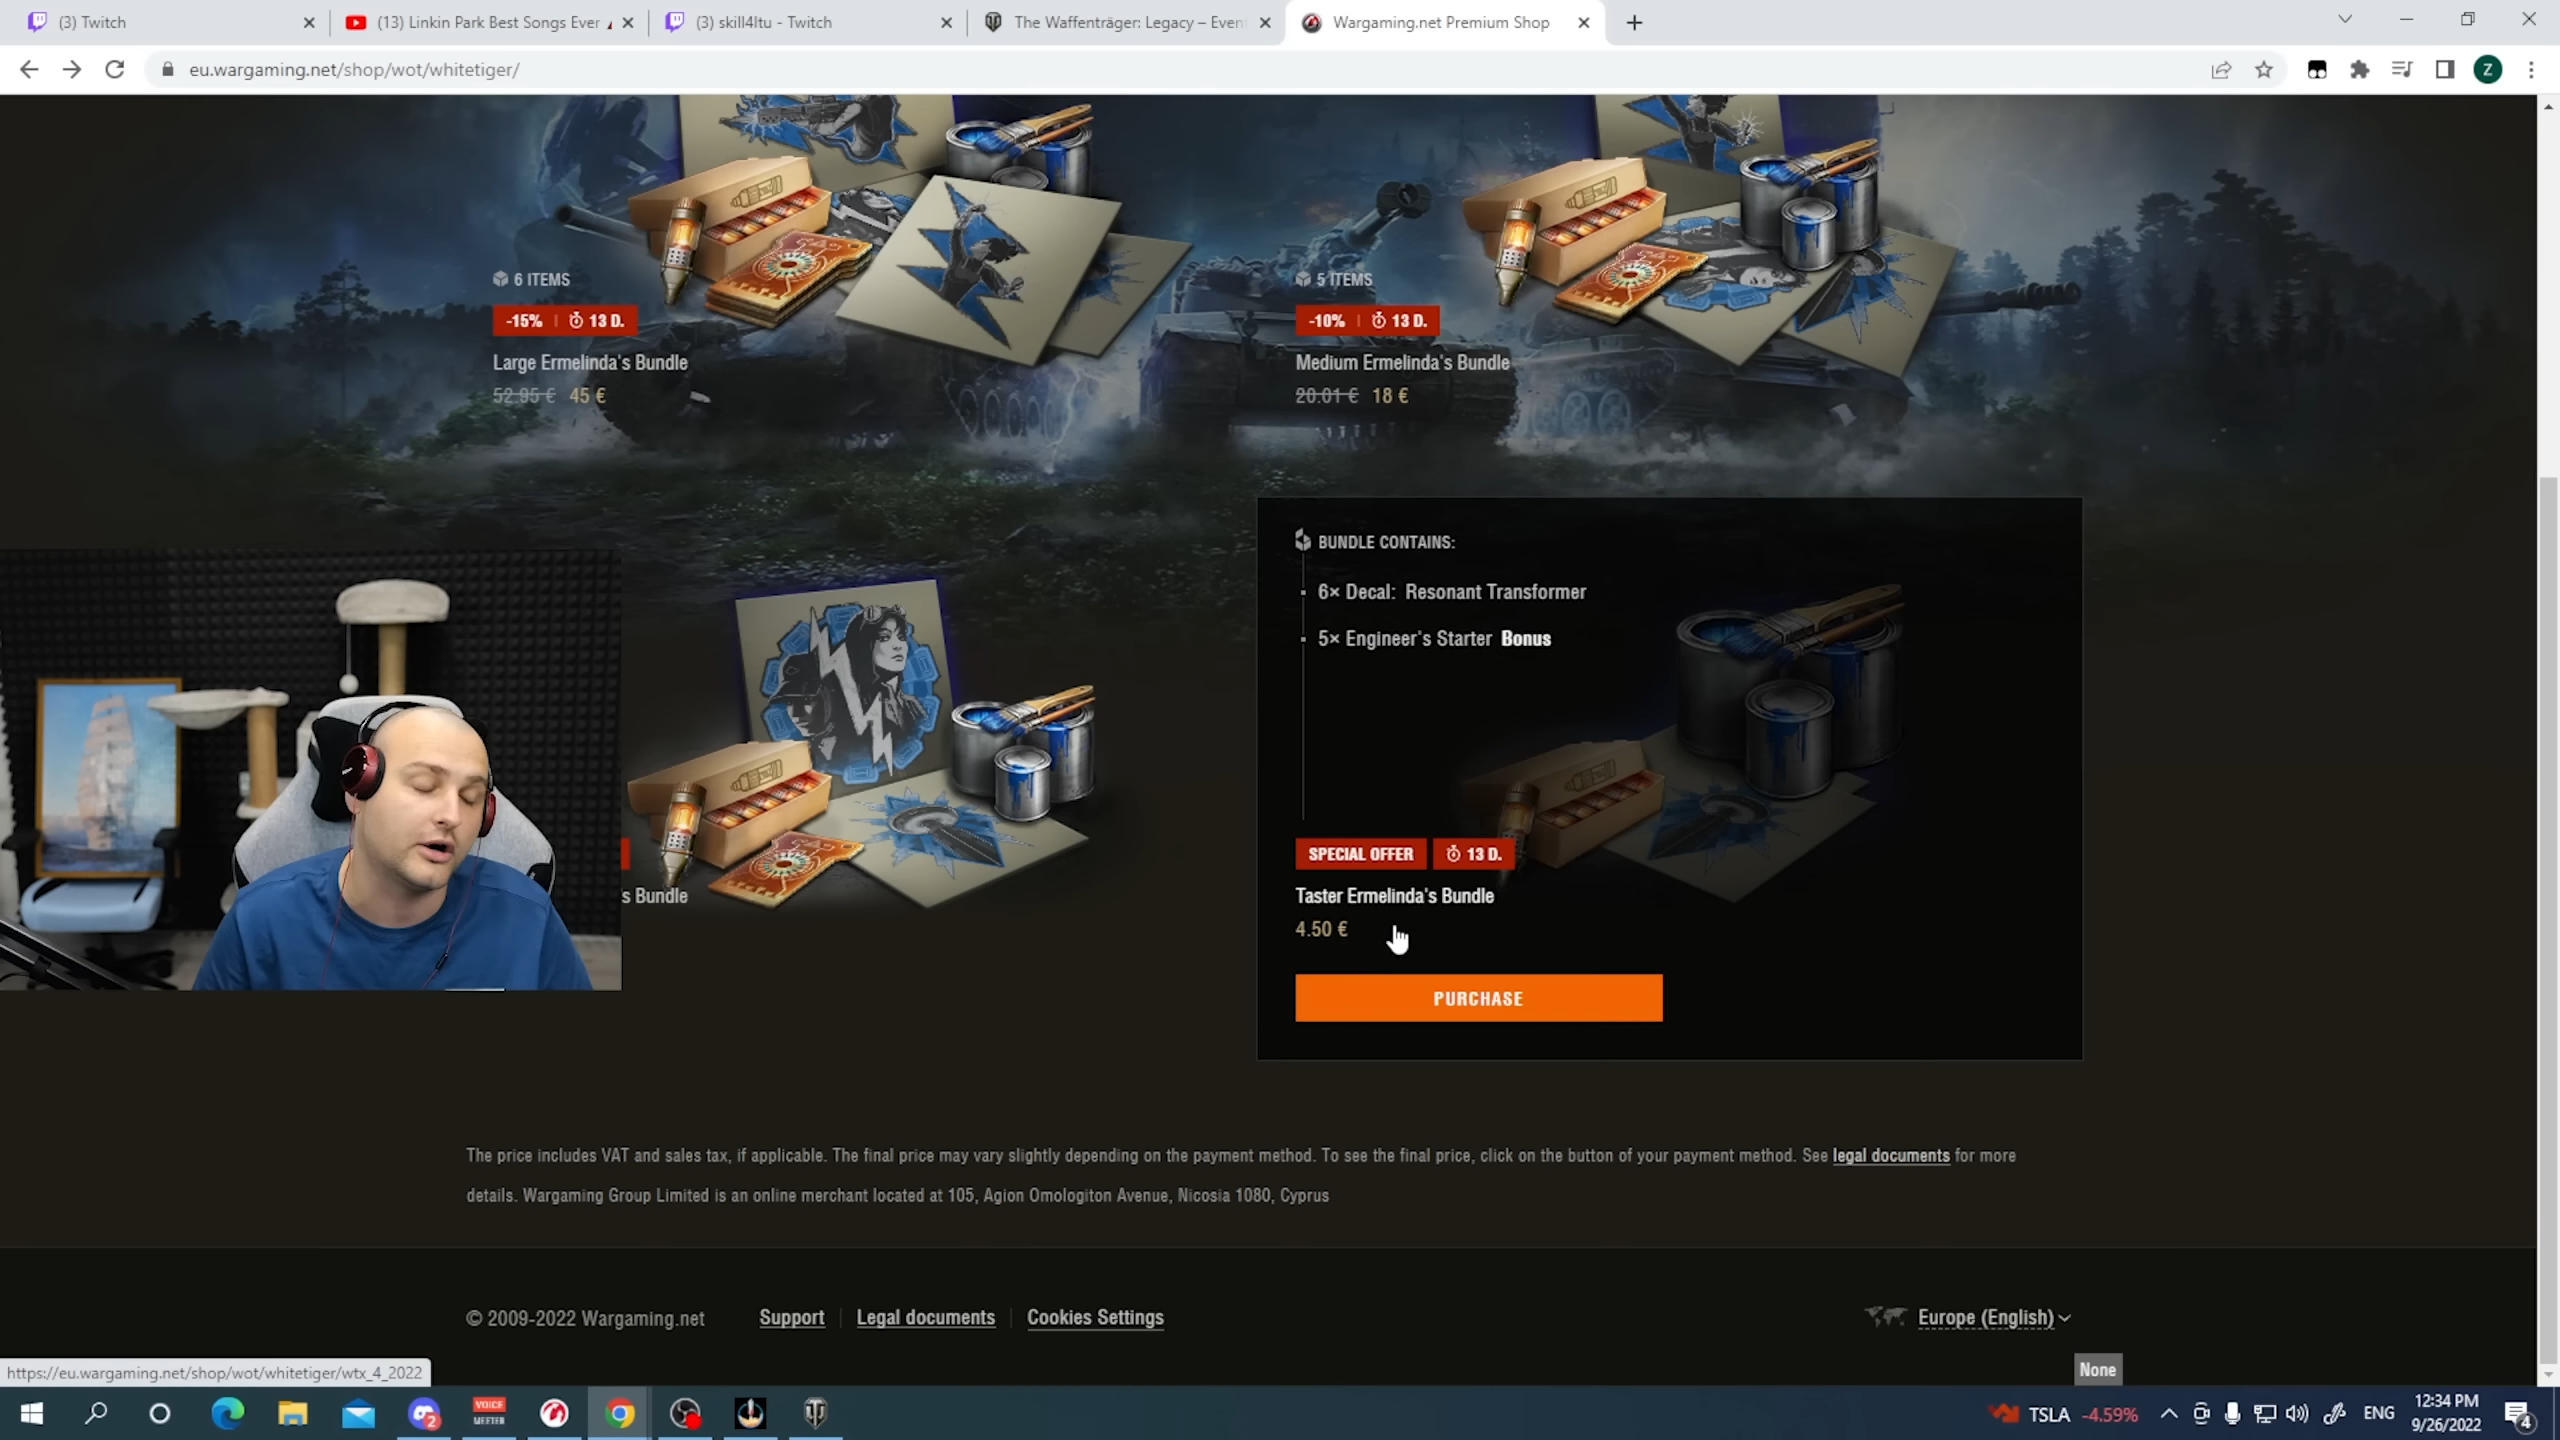 (3) Twitch
(13) Linkin Park Best Songs Ever
(3) skill4ltu - Twitch
The Waffenträger: Legacy – Even
Wargaming.net Premium Shop
eu.wargaming.net/shop/wot/whitetiger/
Z
6 ITEMS
-15% | 13 D.
Large Ermelinda's Bundle
52.95 € 45 €
5 ITEMS
-10% | 13 D.
Medium Ermelinda's Bundle
20.01 € 18 €
BUNDLE CONTAINS:
6× Decal: Resonant Transformer
5× Engineer's Starter Bonus
s Bundle
SPECIAL OFFER 13 D.
Taster Ermelinda's Bundle
4.50 €
PURCHASE
The price includes VAT and sales tax, if applicable. The final price may vary slightly depending on the payment method. To see the final price, click on the button of your payment method. See legal documents for more
details. Wargaming Group Limited is an online merchant located at 105, Agion Omologiton Avenue, Nicosia 1080, Cyprus
© 2009-2022 Wargaming.net
Support
Legal documents
Cookies Settings
Europe (English)
None
https://eu.wargaming.net/shop/wot/whitetiger/wtx_4_2022
2
VOICE
MEETER
TSLA -4.59%
ENG
12:34 PM
9/26/2022
4